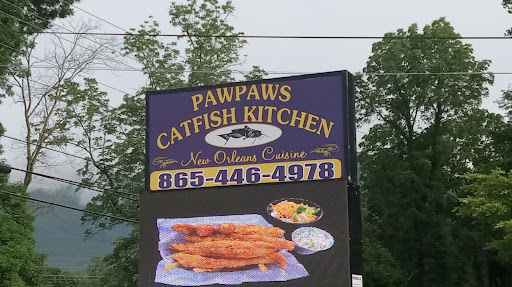 PAWPAWS
CATFISH KITCHEN
New Orleans Cuisine
865-446-4978